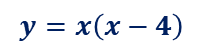 y = x(x − 4)